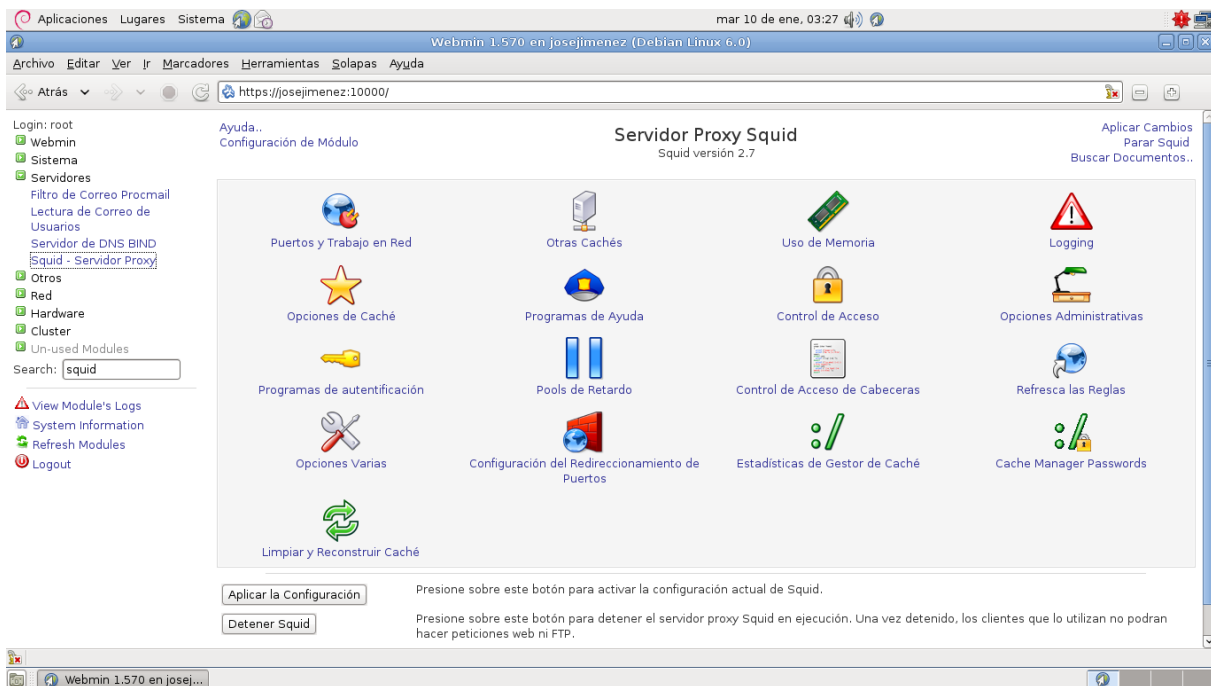 Aplicaciones Lugares Sistema
mar 10 de ene, 03:27
Webmin 1.570 en josejimenez (Debian Linux 6.0)
Archivo Editar Ver Ir Marcadores Herramientas Solapas Ayuda
Atrás
https://josejimenez:10000/
Login: root
Webmin
Sistema
Servidores
Filtro de Correo Procmail
Lectura de Correo de
Usuarios
Servidor de DNS BIND
Squid - Servidor Proxy
Otros
Red
Hardware
Cluster
Un-used Modules
Search: squid
View Module's Logs
System Information
Refresh Modules
Logout
Ayuda..
Configuración de Módulo
Servidor Proxy Squid
Squid versión 2.7
Aplicar Cambios
Parar Squid
Buscar Documentos..
Puertos y Trabajo en Red
Otras Cachés
Uso de Memoria
Logging
Opciones de Caché
Programas de Ayuda
Control de Acceso
Opciones Administrativas
Programas de autentificación
Pools de Retardo
Control de Acceso de Cabeceras
Refresca las Reglas
Opciones Varias
Configuración del Redireccionamiento de
Puertos
Estadísticas de Gestor de Caché
Cache Manager Passwords
Limpiar y Reconstruir Caché
Aplicar la Configuración
Presione sobre este botón para activar la configuración actual de Squid.
Detener Squid
Presione sobre este botón para detener el servidor proxy Squid en ejecución. Una vez detenido, los clientes que lo utilizan no podran
hacer peticiones web ni FTP.
Webmin 1.570 en josej...